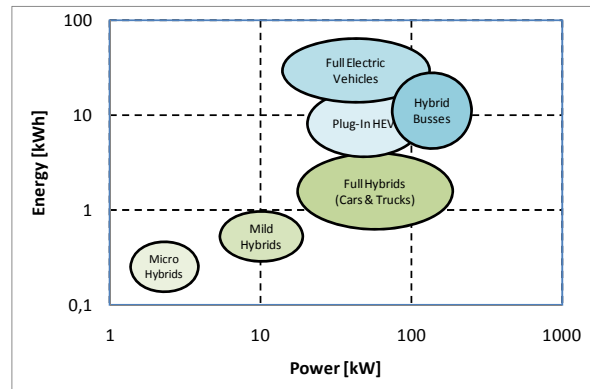 Energy [kWh]
100
10
1
0,1
Full Electric
Vehicles
Hybrid
Busses
Plug-In HEV
Full Hybrids
(Cars & Trucks)
Mild
Hybrids
Micro
Hybrids
1
10
100
1000
Power [kW]